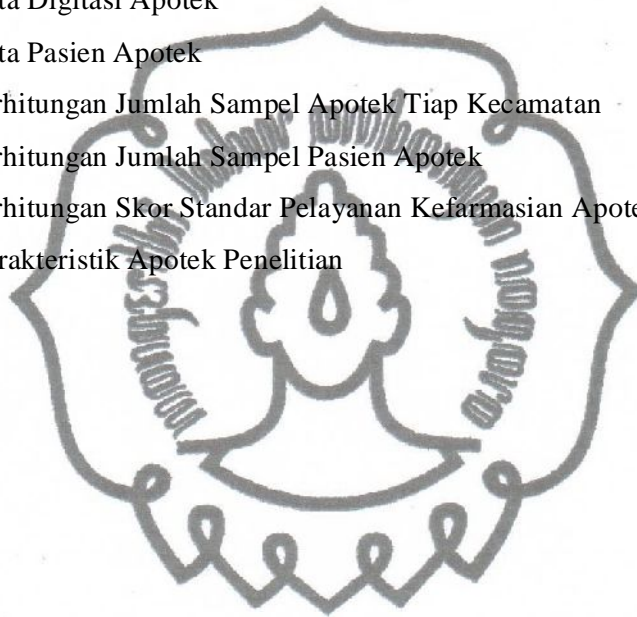 ta Digitasi Apotek
ta Pasien Apotek
rhitungan Jumlah Sampel Apotek Tiap Kecamatan
rhitungan Jumlah Sampel Pasien Apotek
rhitungan Skor Standar Pelayanan Kefarmasian Apote
rakteristik Apotek Penelitian